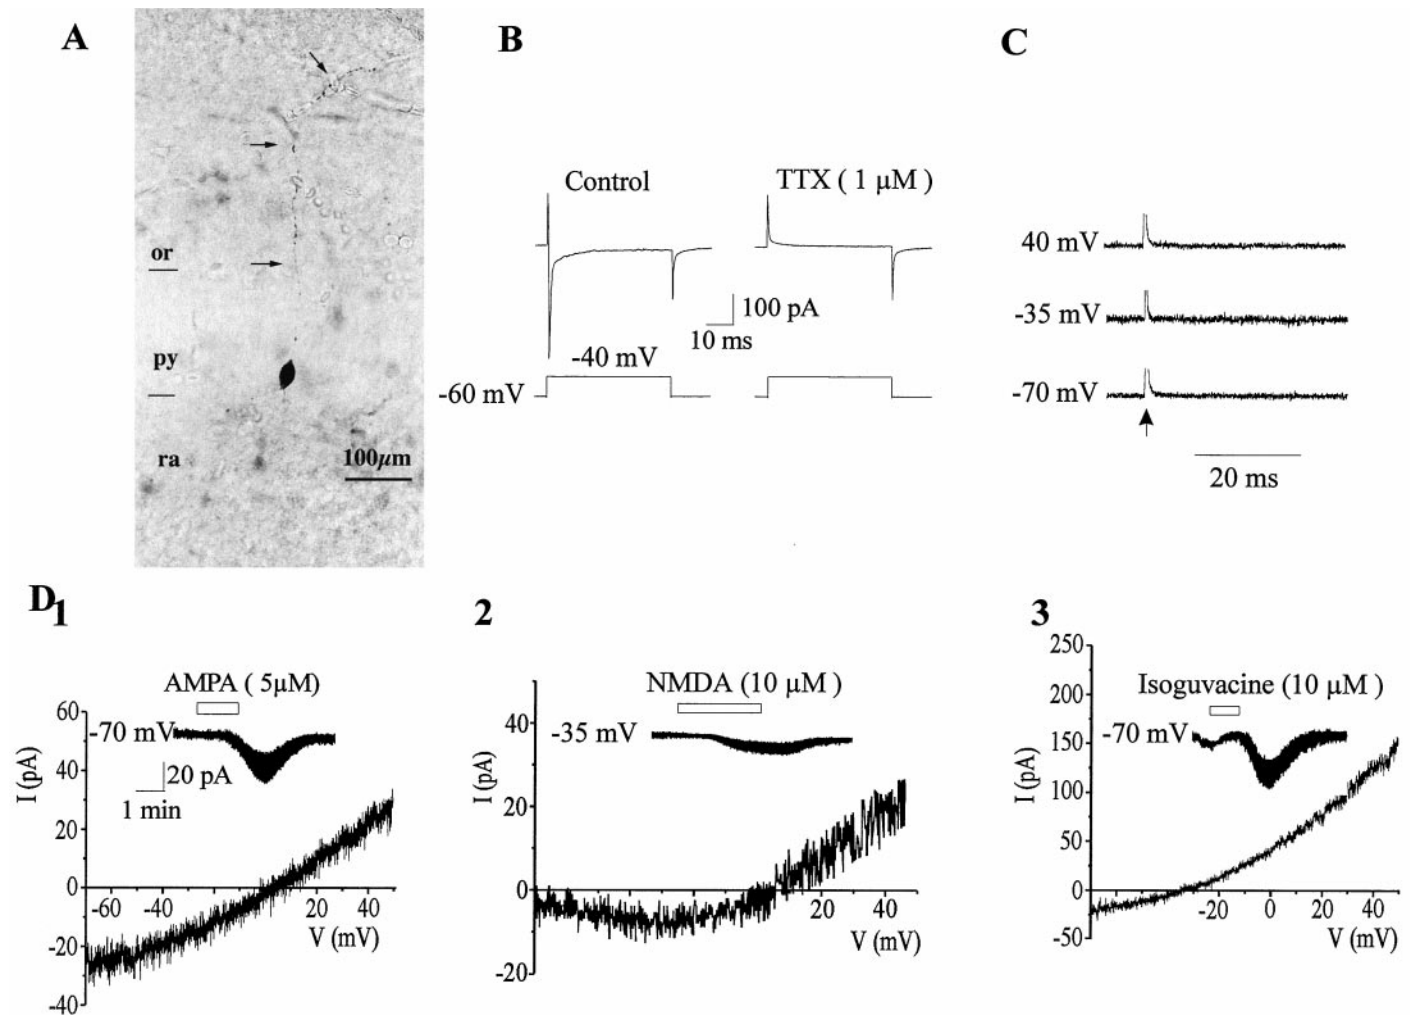 A
B
C
Control
TTX ( 1 µM )
or
py
ra
100µm
100 pA
10 ms
-40 mV
-60 mV
40 mV
-35 mV
-70 mV
20 ms
D1
AMPA ( 5µM)
-70 mV
20 pA
1 min
I (pA)
60
40
20
0
-20
-40
-60 -40 20 40
V (mV)
2
NMDA (10 µM )
-35 mV
I (pA)
40
20
0
-20
20 40
V (mV)
3
Isoguvacine (10 µM )
-70 mV
I (pA)
250
200
150
100
50
0
-50
-20 0 20 40
V (mV)